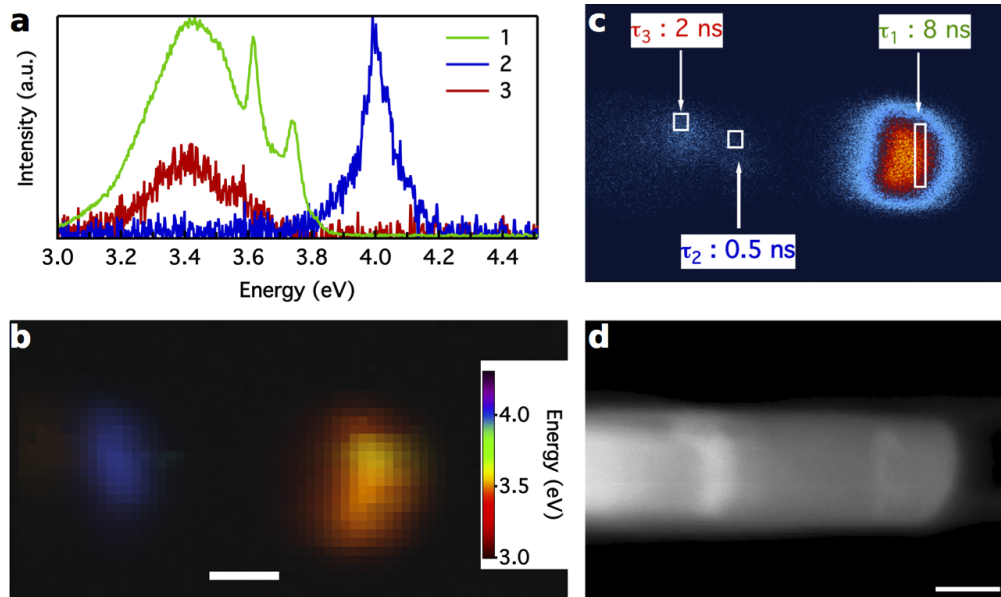 a
Intensity (a.u.)
1
2
3
3.0 3.2 3.4 3.6 3.8 4.0 4.2 4.4
Energy (eV)
c
τ3 : 2 ns
τ1 : 8 ns
τ2 : 0.5 ns
b
4.0
3.5
3.0
Energy (eV)
d